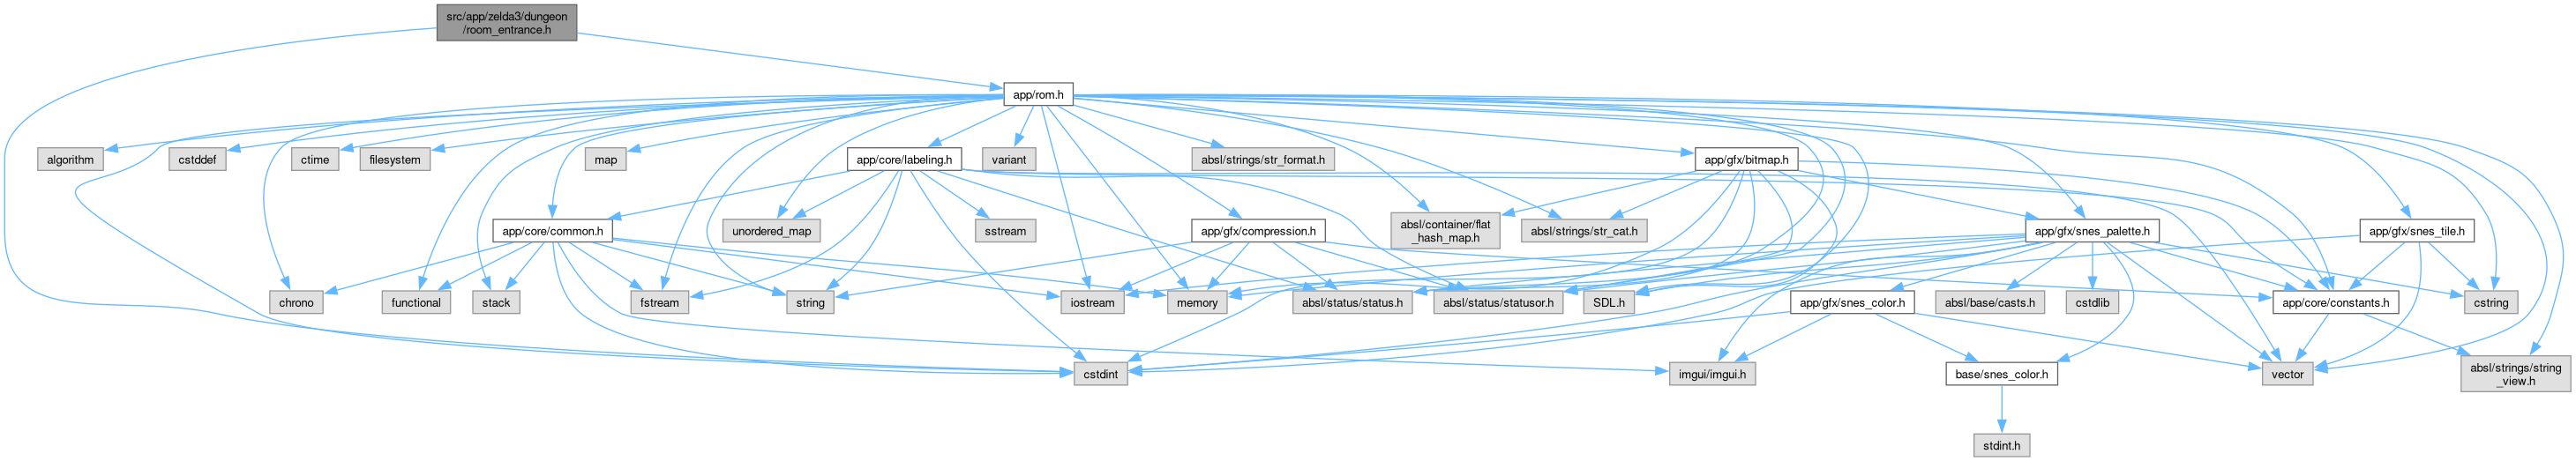 src/app/zelda3/dungeon
/room_entrance.h
app/rom.h
algorithm
cstddef
ctime
filesystem
map
app/core/labeling.h
variant
absl/strings/str_format.h
app/gfx/bitmap.h
app/core/common.h
unordered_map
sstream
app/gfx/compression.h
absl/container/flat
_hash_map.h
absl/strings/str_cat.h
app/gfx/snes_palette.h
app/gfx/snes_tile.h
chrono
functional
stack
fstream
string
iostream
memory
absl/status/status.h
absl/status/statusor.h
SDL.h
app/gfx/snes_color.h
absl/base/casts.h
cstdlib
app/core/constants.h
cstring
cstdint
imgui/imgui.h
base/snes_color.h
vector
absl/strings/string
_view.h
stdint.h